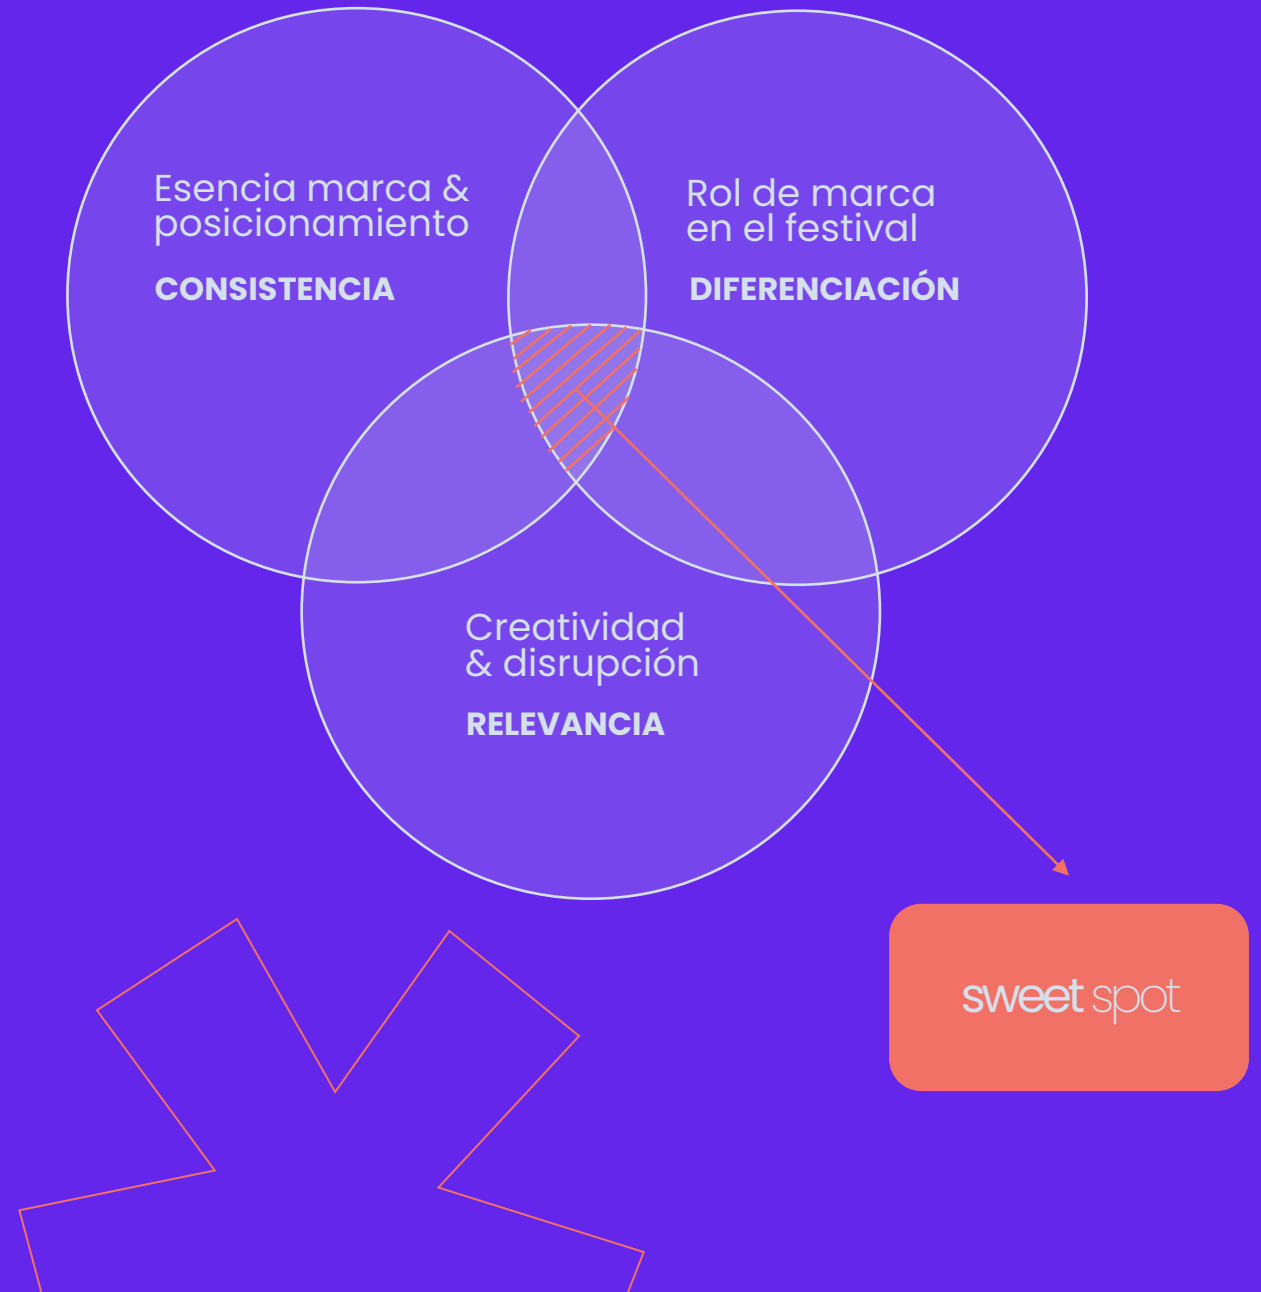 Esencia marca &
posicionamiento
CONSISTENCIA
Rol de marca
en el festival
DIFERENCIACIÓN
Creatividad
& disrupción
RELEVANCIA
sweet spot